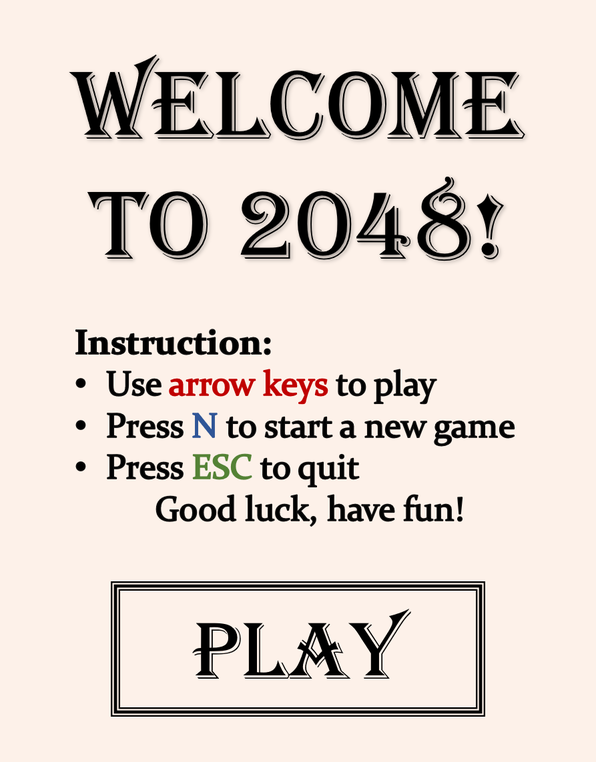 WELCOME
TO 2048!
Instruction:
• Use arrow keys to play
• Press N to start a new game
• Press ESC to quit
Good luck, have fun!
PLAY